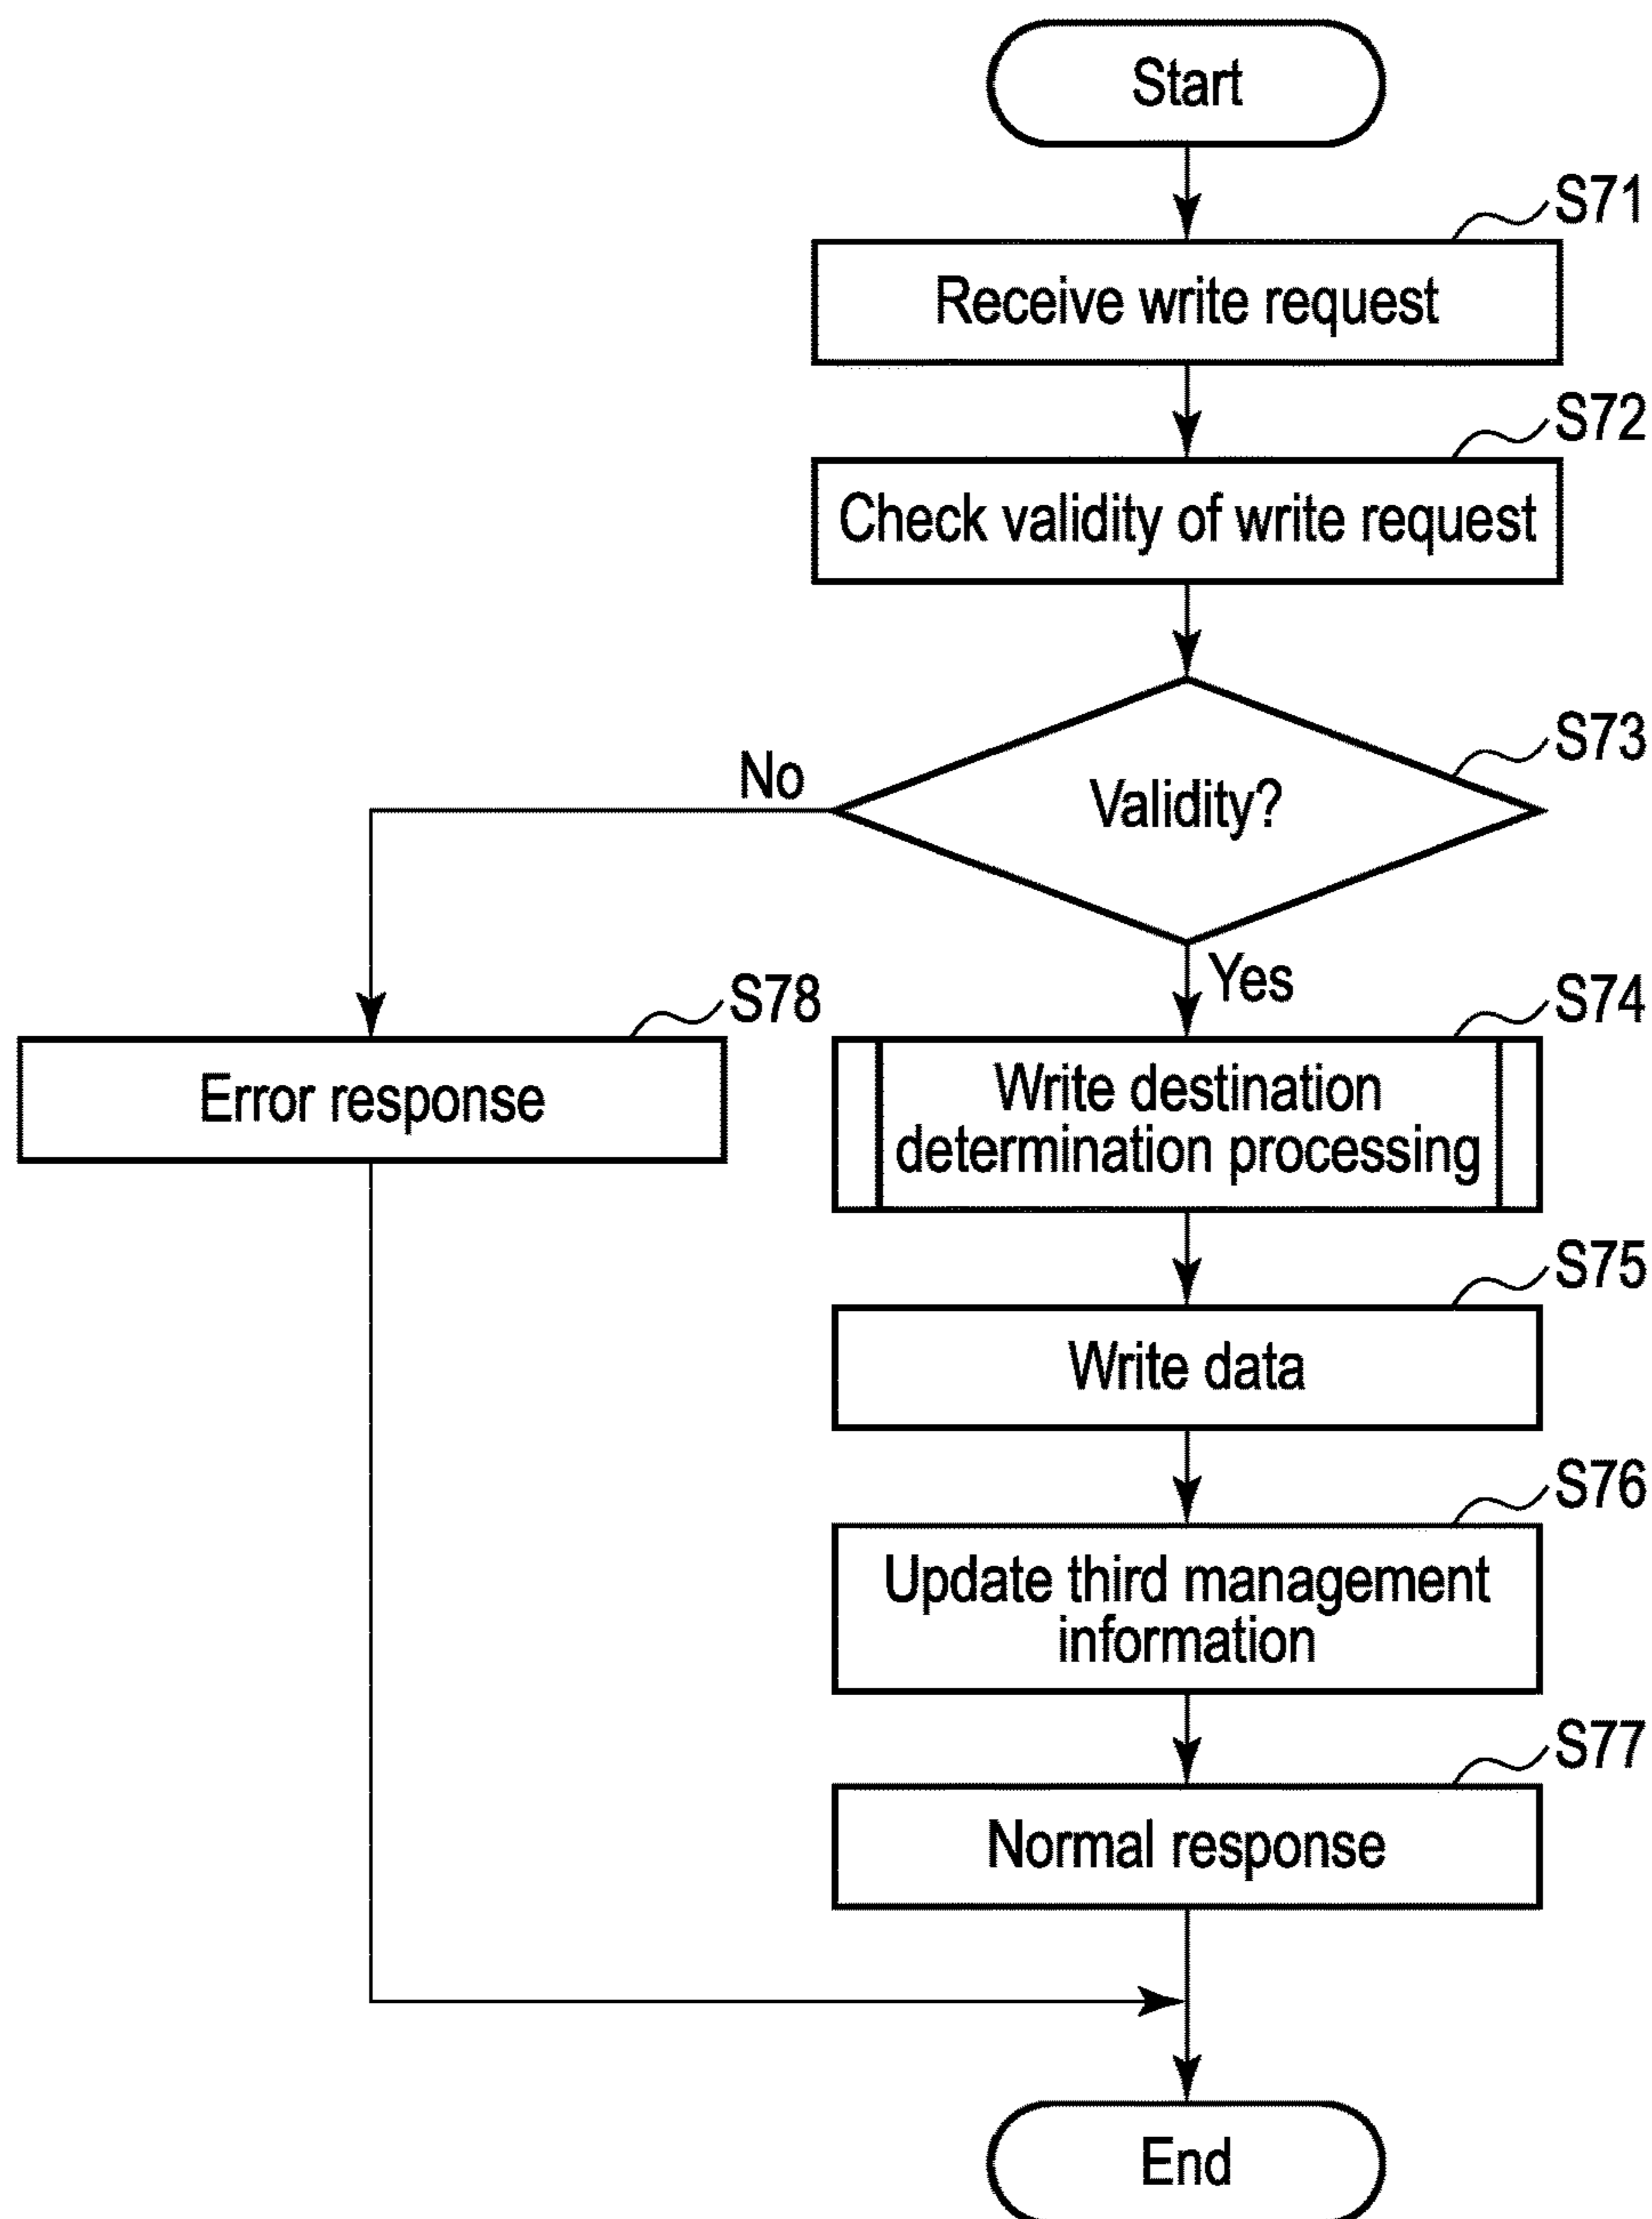 Start
S71
Receive write request
S72
Check validity of write request
S73
Validity?
No
Yes
S78
Error response
S74
Write destination
determination processing
S75
Write data
S76
Update third management
information
S77
Normal response
End